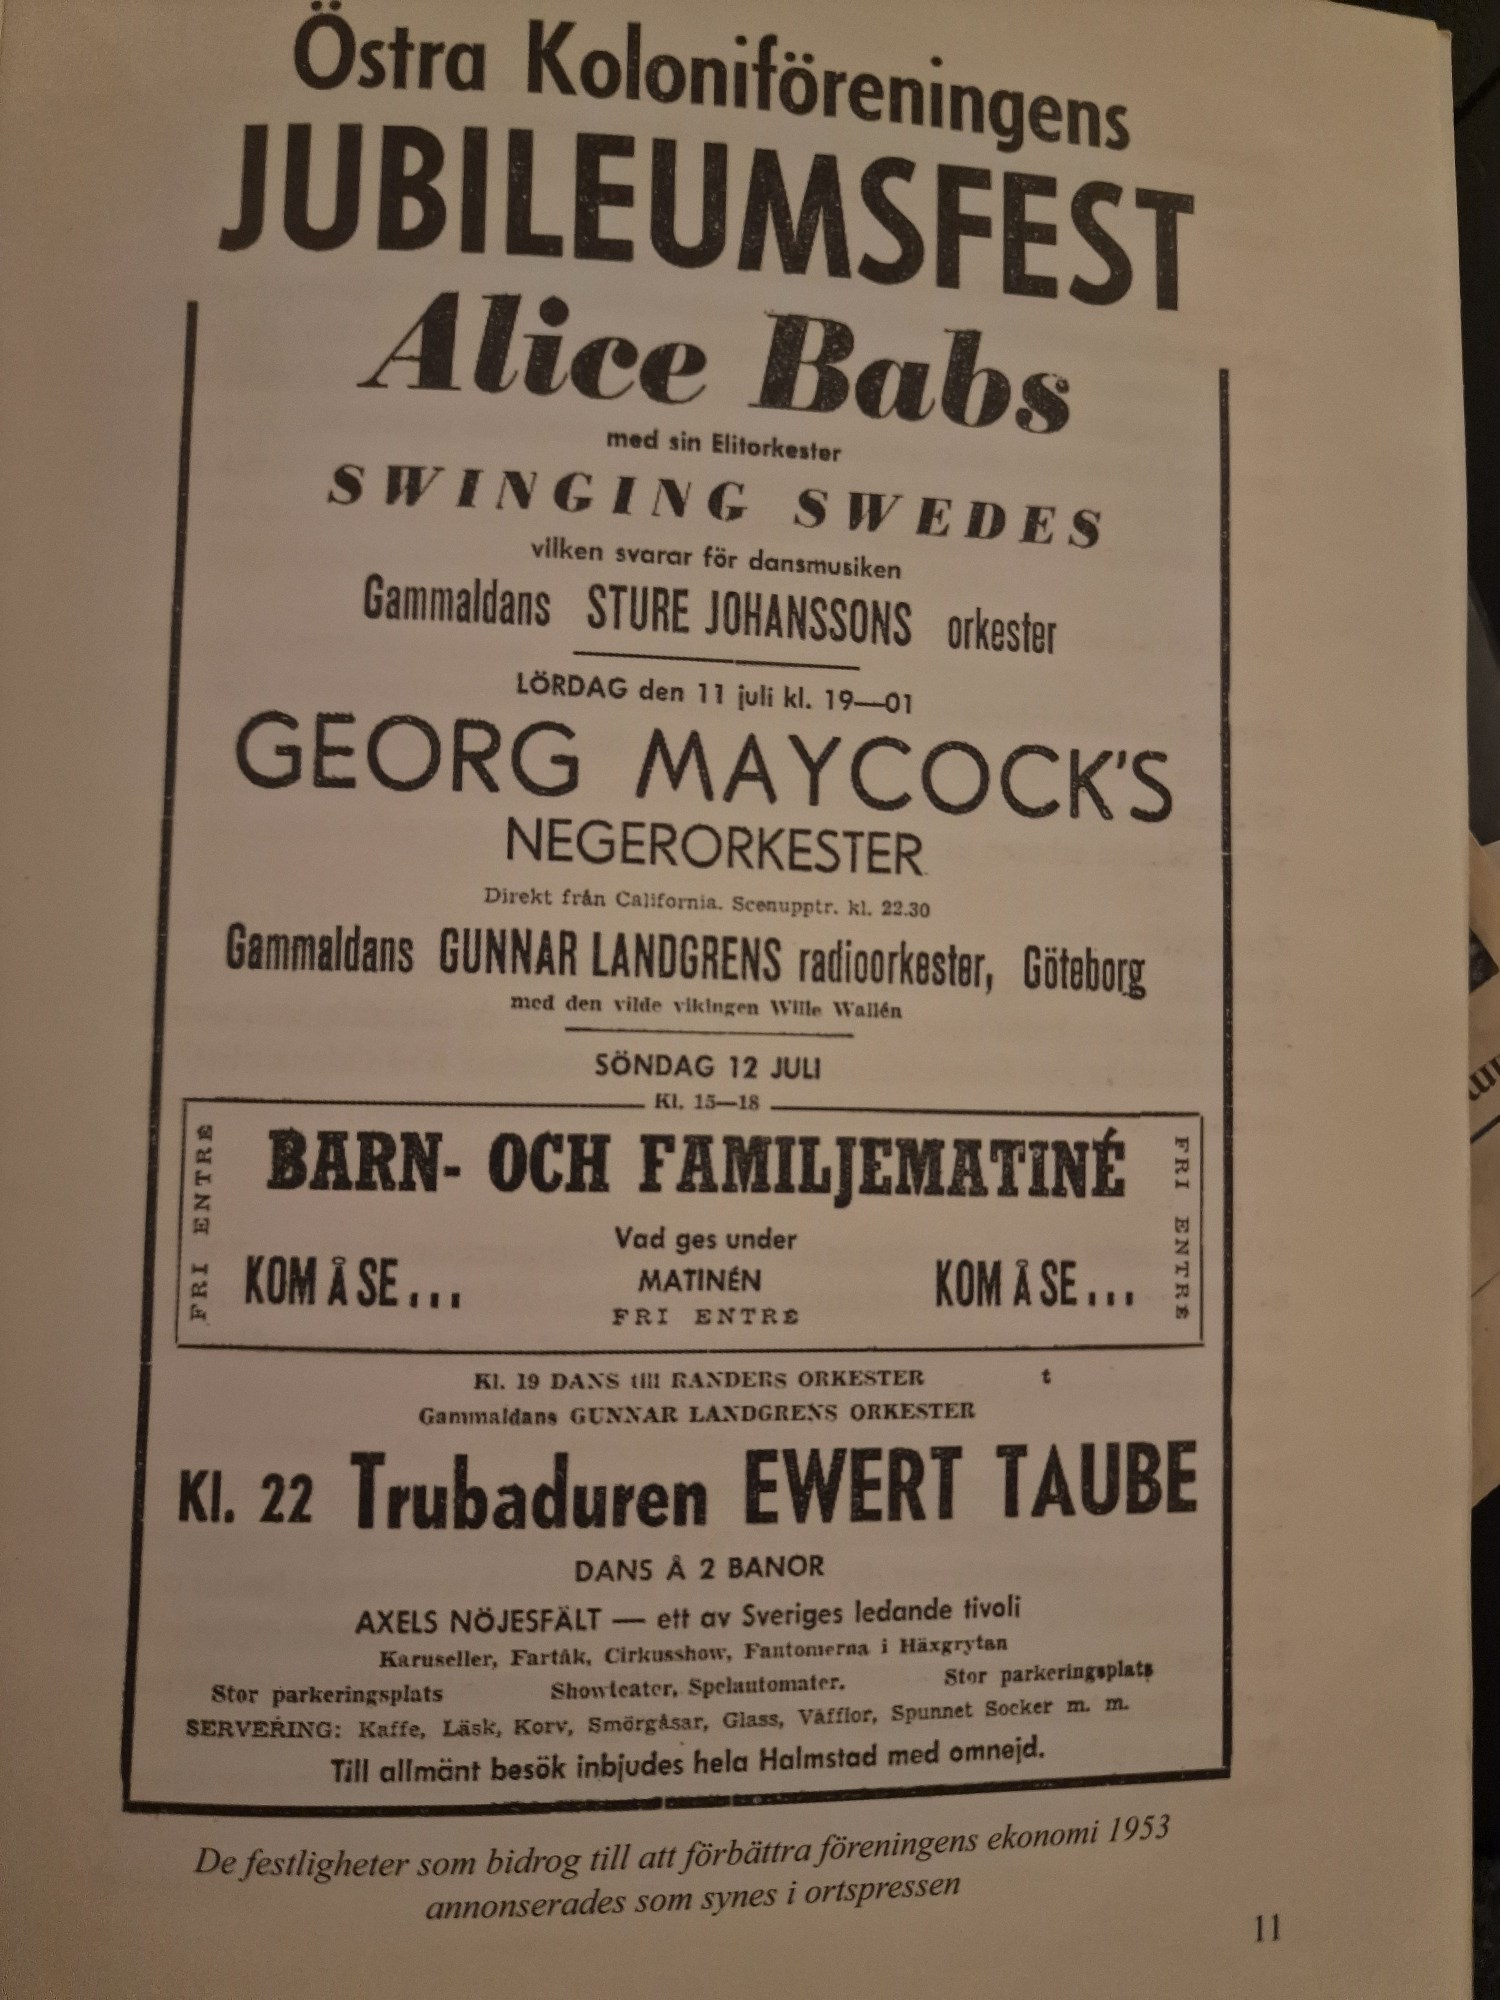 Östra Koloniföreningens
JUBILEUMSFEST
Alice Babs
med sin Elitorkester
SWINGING SWEDES
vilken svarar för dansmusiken
Gammaldans STURE JOHANSSONS orkester
LÖRDAG den 11 juli kl. 19—01
GEORG MAYCOCK'S
NEGERORKESTER
Direkt från California. Scenupptr. kl. 22.30
Gammaldans GUNNAR LANDGRENS radioorkester, Göteborg
med den vilde vikingen Wille Wallén
SÖNDAG 12 JULI
Kl. 15—18
FRI ENTRÉ
BARN- OCH FAMILJEMATINÉ
FRI ENTRÉ
Vad ges under
KOM Å SE... MATINÉN KOM Å SE...
FRI ENTRÉ
Kl. 19 DANS till RANDERS ORKESTER t
Gammaldans GUNNAR LANDGRENS ORKESTER
Kl. 22 Trubaduren EWERT TAUBE
DANS Å 2 BANOR
AXELS NÖJESFÄLT — ett av Sveriges ledande tivoli
Karuseller, Fartåk, Cirkusshow, Fantomerna i Häxgrytan
Stor parkeringsplats Showteater, Spelautomater. Stor parkeringsplats
SERVERING: Kaffe, Läsk, Korv, Smörgåsar, Glass, Våfflor, Spunnet Socker m. m.
Till allmänt besök inbjudes hela Halmstad med omnejd.
De festligheter som bidrog till att förbättra föreningens ekonomi 1953
annonserades som synes i ortspressen
11